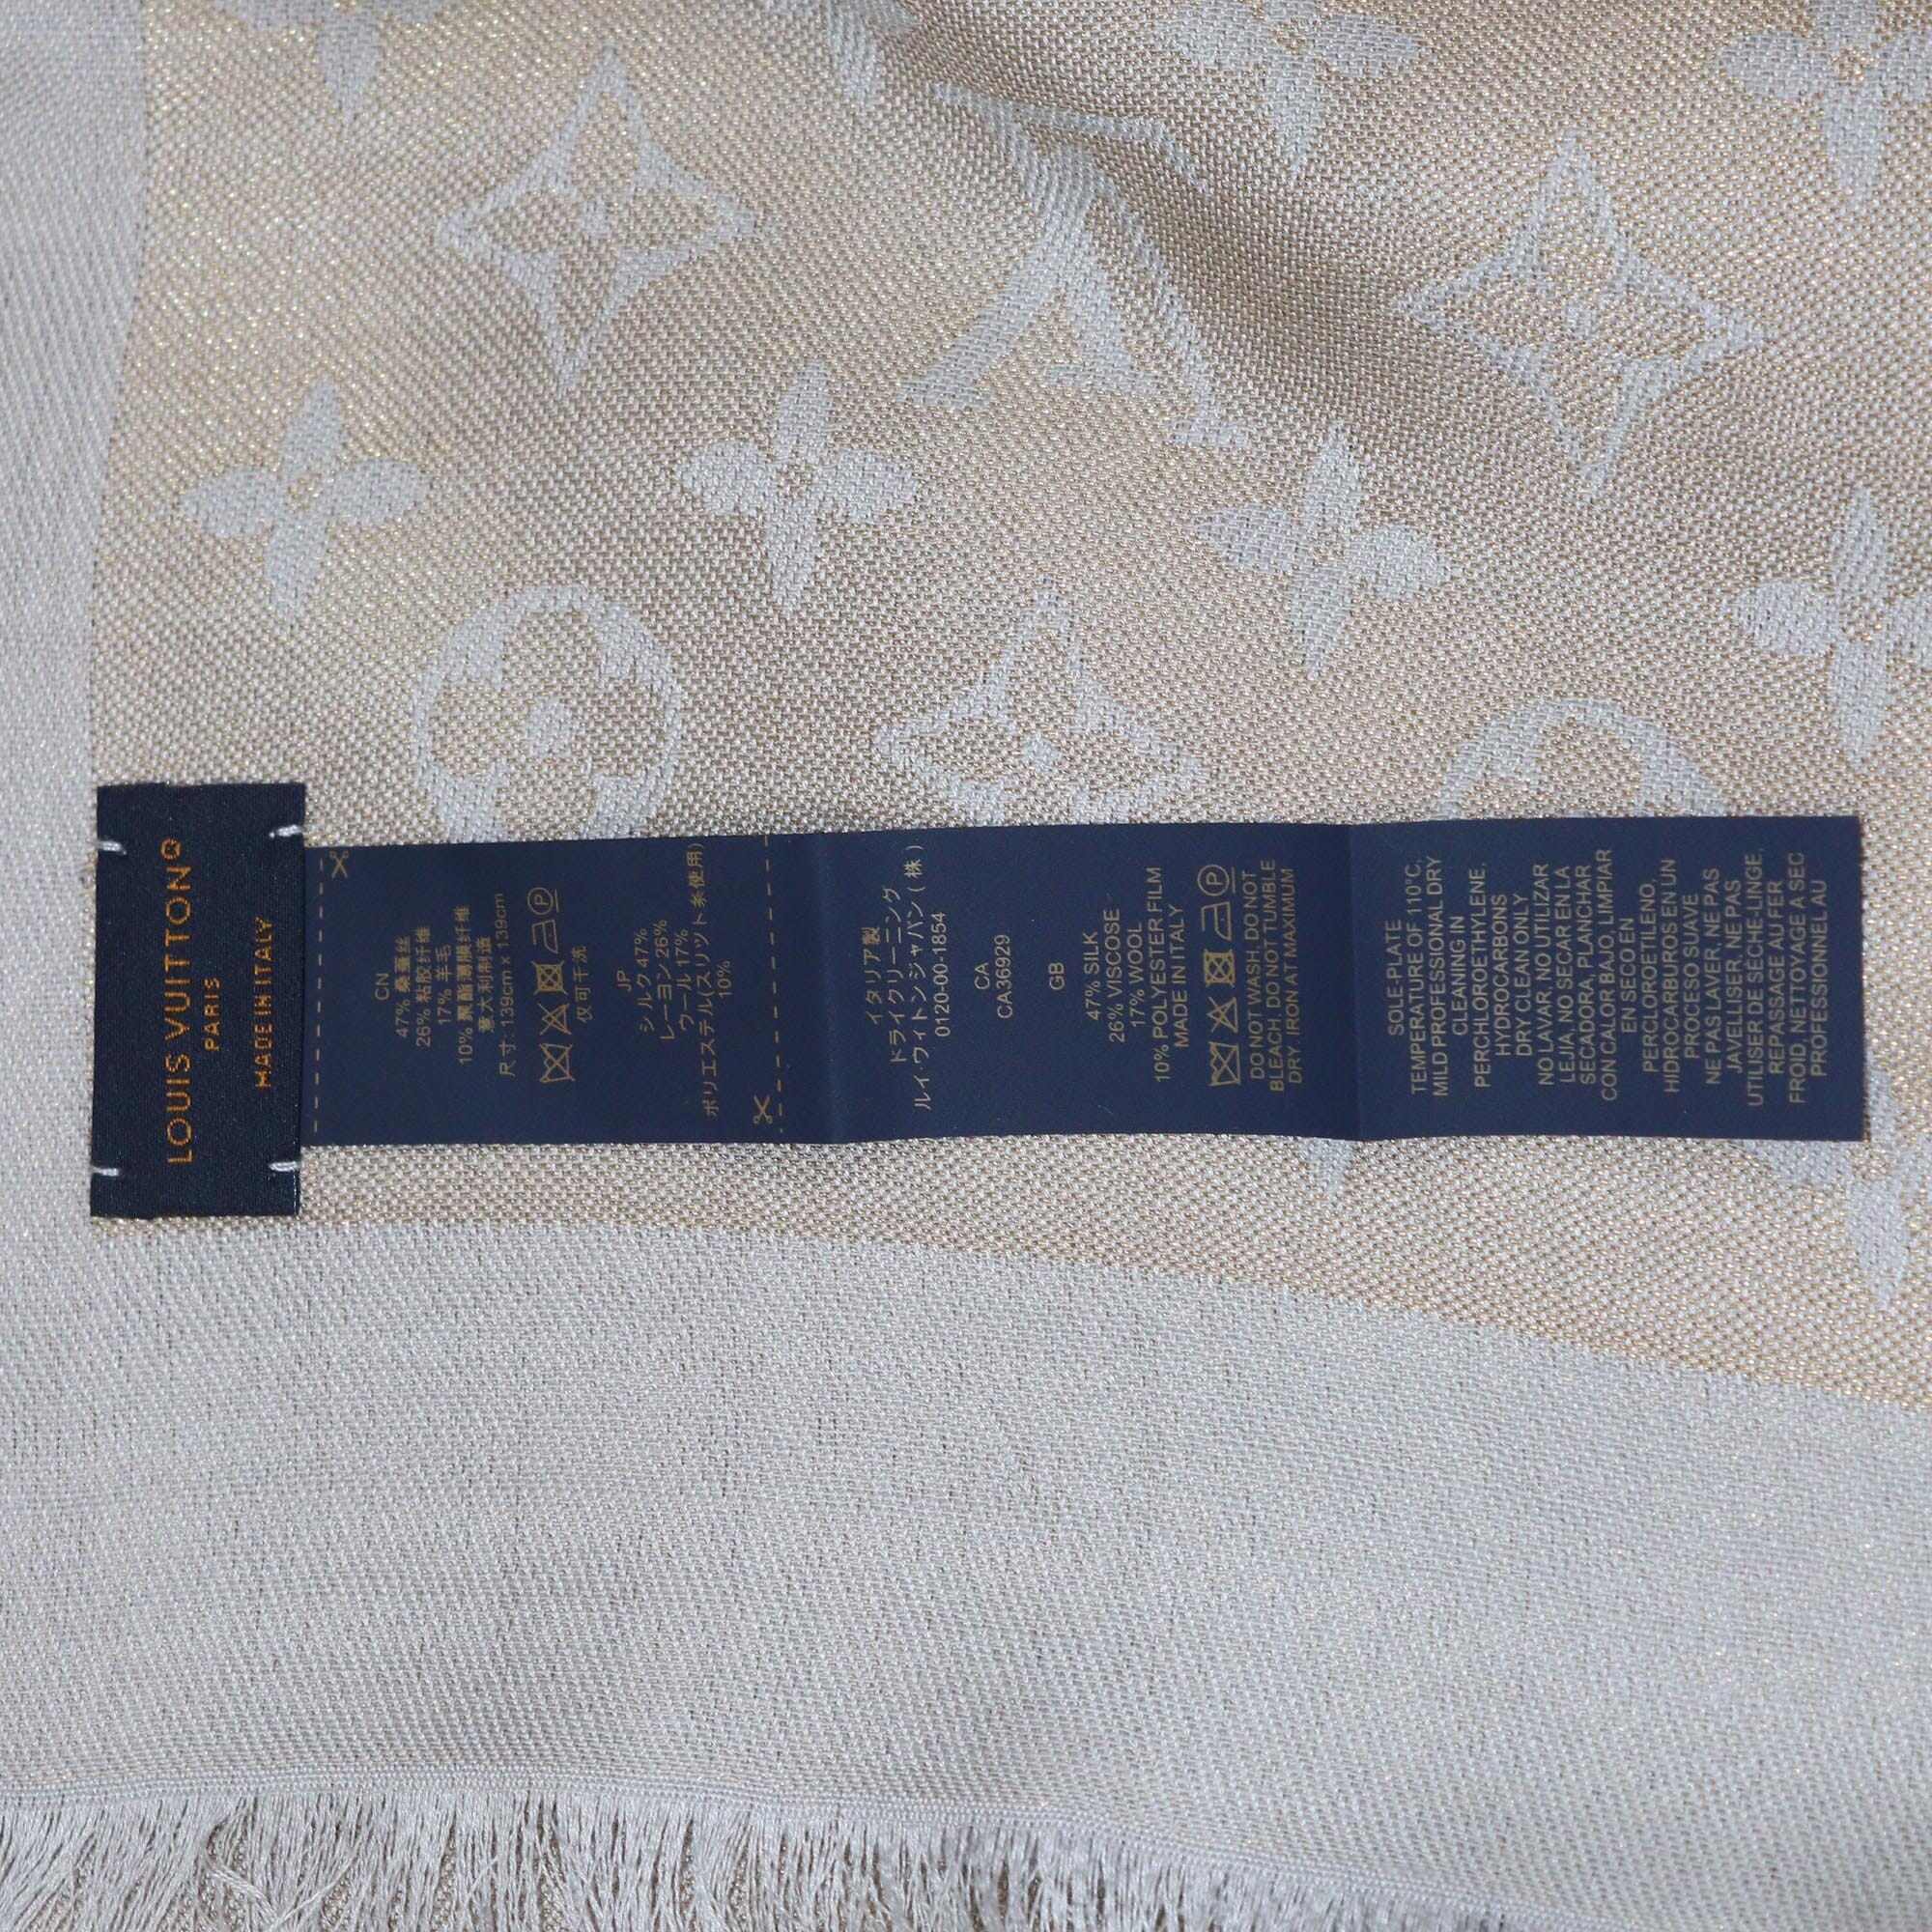 LOUIS VUITTON
PARIS
MADE IN ITALY
CN
47% 桑蚕丝
26% 粘胶纤维
17% 羊毛
10% 聚酯薄膜纤维
意大利制造
尺寸: 139cm x 139cm
P
仅可干洗
JP
シルク 47%
レーヨン 26%
ウール 17%
ポリエステル(スリット糸使用)
10%
イタリア製
ドライクリーニング
ルイ・ヴィトンジャパン(株)
0120-00-1854
CA
CA36929
GB
47% SILK
26% VISCOSE
17% WOOL
10% POLYESTER FILM
MADE IN ITALY
P
DO NOT WASH. DO NOT
BLEACH. DO NOT TUMBLE
DRY. IRON AT MAXIMUM
SOLE-PLATE
TEMPERATURE OF 110°C.
MILD PROFESSIONAL DRY
CLEANING IN
PERCHLOROETHYLENE,
HYDROCARBONS
DRY CLEAN ONLY
NO LAVAR. NO UTILIZAR
LEJIA. NO SECAR EN LA
SECADORA. PLANCHAR
CON CALOR BAJO. LIMPIAR
EN SECO EN
PERCLOROETILENO,
HIDROCARBUROS EN UN
PROCESO SUAVE
NE PAS LAVER. NE PAS
JAVELLISER. NE PAS
UTILISER DE SECHE-LINGE.
REPASSAGE AU FER
FROID. NETTOYAGE A SEC
PROFESSIONNEL AU